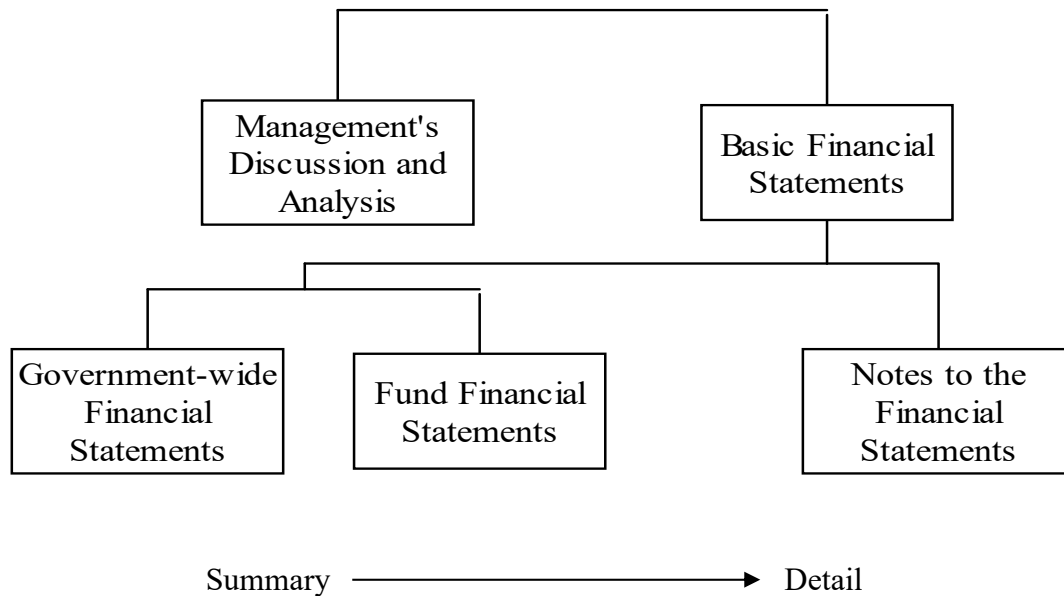 Management's
Discussion and
Analysis
Basic Financial
Statements
Government-wide
Financial
Statements
Fund Financial
Statements
Notes to the
Financial
Statements
Summary
Detail